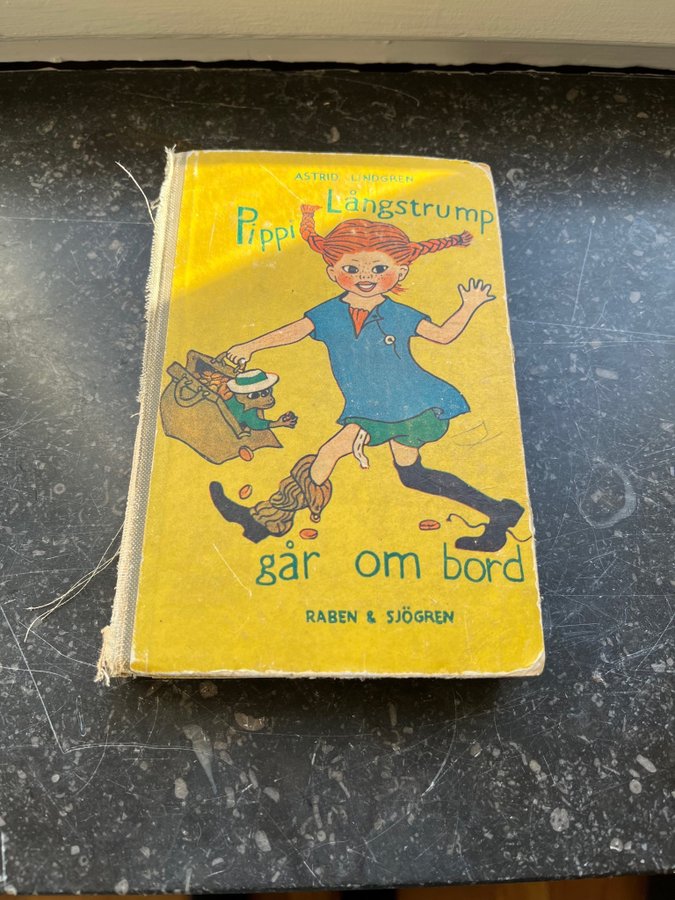 ASTRID LINDGREN
Pippi Långstrump
går om bord
RABEN & SJÖGREN